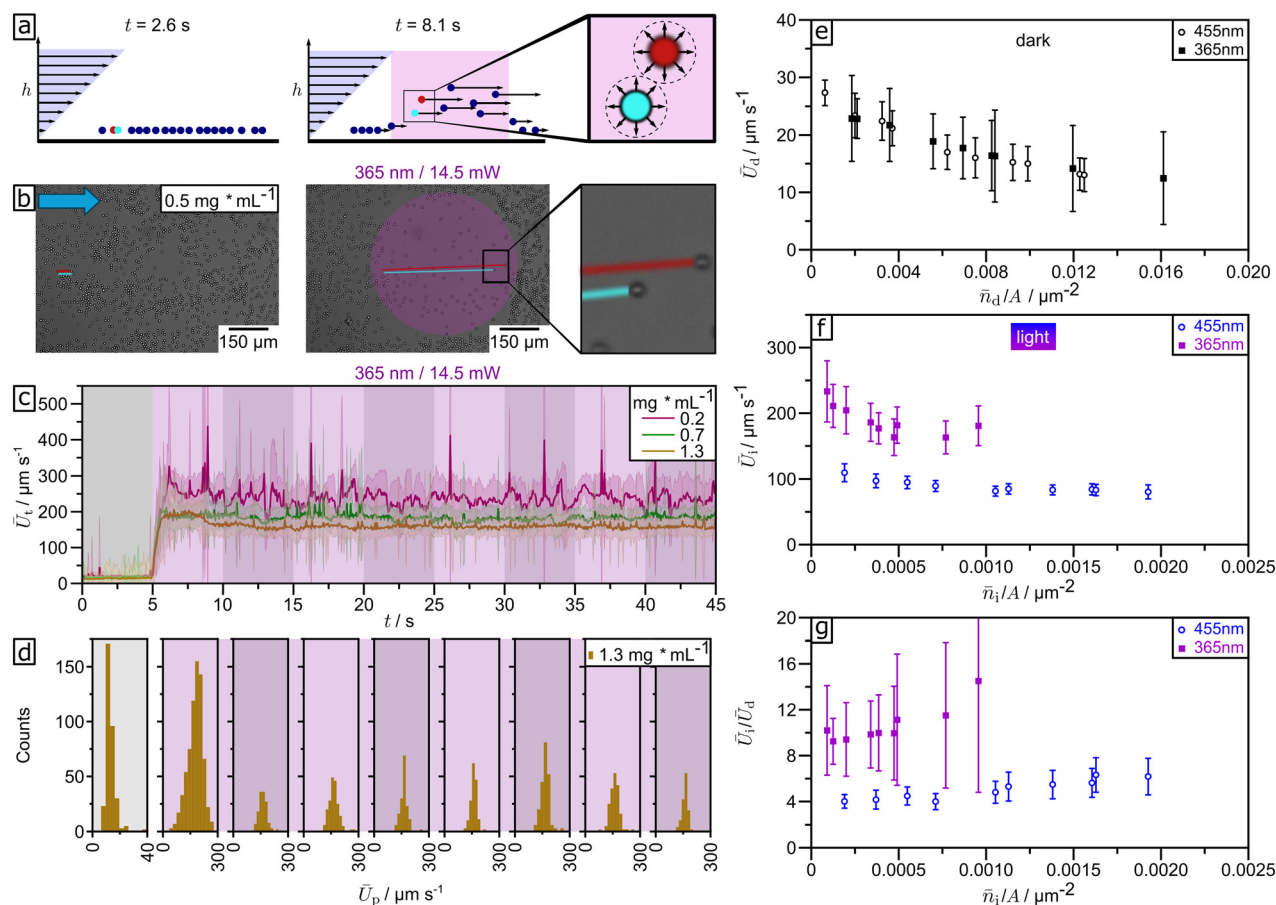 a
t = 2.6 s
t = 8.1 s
h
h
b
365 nm / 14.5 mW
0.5 mg * mL⁻¹
150 µm
150 µm
c
365 nm / 14.5 mW
mg * mL⁻¹
0.2
0.7
1.3
500
400
300
200
100
0
Ū_t / µm s⁻¹
0 5 10 15 20 25 30 35 40 45
t / s
d
1.3 mg * mL⁻¹
150
100
50
0
Counts
0 40 0 300 0 300 0 300 0 300 0 300 0 300 0 300 0 300
Ū_p / µm s⁻¹
e
dark
455nm
365nm
40
30
20
10
0
Ū_d / µm s⁻¹
0 0.004 0.008 0.012 0.016 0.020
n̄_d/A / µm⁻²
f
light
455nm
365nm
300
200
100
0
Ū_i / µm s⁻¹
0 0.0005 0.0010 0.0015 0.0020 0.0025
n̄_i/A / µm⁻²
g
455nm
365nm
20
16
12
8
4
0
Ū_i/Ū_d
0 0.0005 0.0010 0.0015 0.0020 0.0025
n̄_i/A / µm⁻²